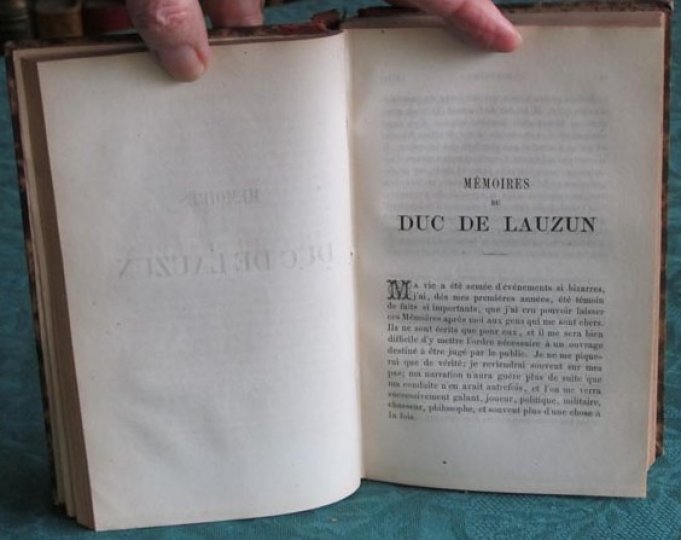 MÉMOIRES
DU
DUC DE LAUZUN
Ma vie a été semée d'événements si bizarres,
j'ai, dès mes premières années, été témoin
de faits si importants, que j'ai cru pouvoir laisser
ces Mémoires après moi aux gens qui me sont chers.
Ils ne sont écrits que pour eux, et il me sera bien
difficile d'y mettre l'ordre nécessaire à un ouvrage
destiné à être jugé par le public. Je ne me pique-
rai que de vérité; je reviendrai souvent sur mes
pas; ma narration n'aura guère plus de suite que
ma conduite n'en avait autrefois, et l'on me verra
successivement galant, joueur, politique, militaire,
chasseur, philosophe, et souvent plus d'une chose à
la fois.